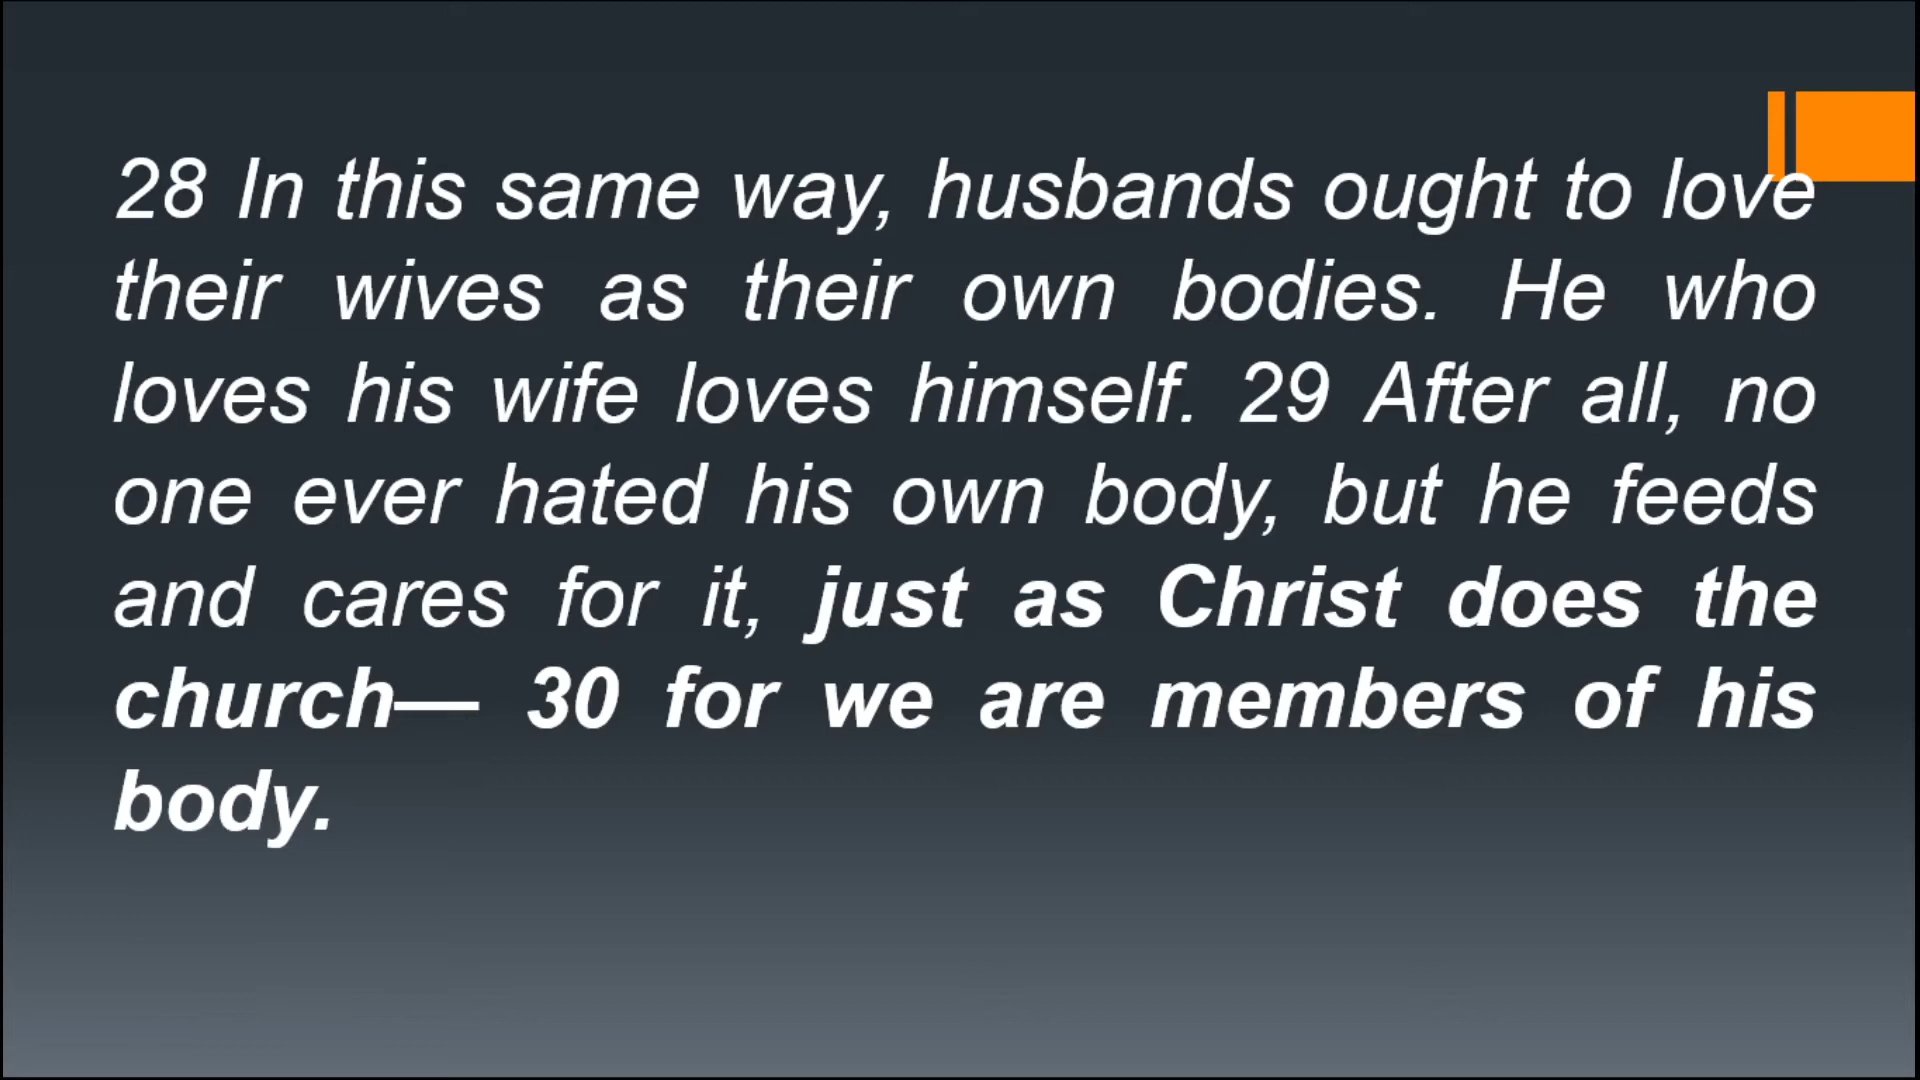 28 In this same way, husbands ought to love
their wives as their own bodies. He who
loves his wife loves himself. 29 After all, no
one ever hated his own body, but he feeds
and cares for it, just as Christ does the
church— 30 for we are members of his
body.